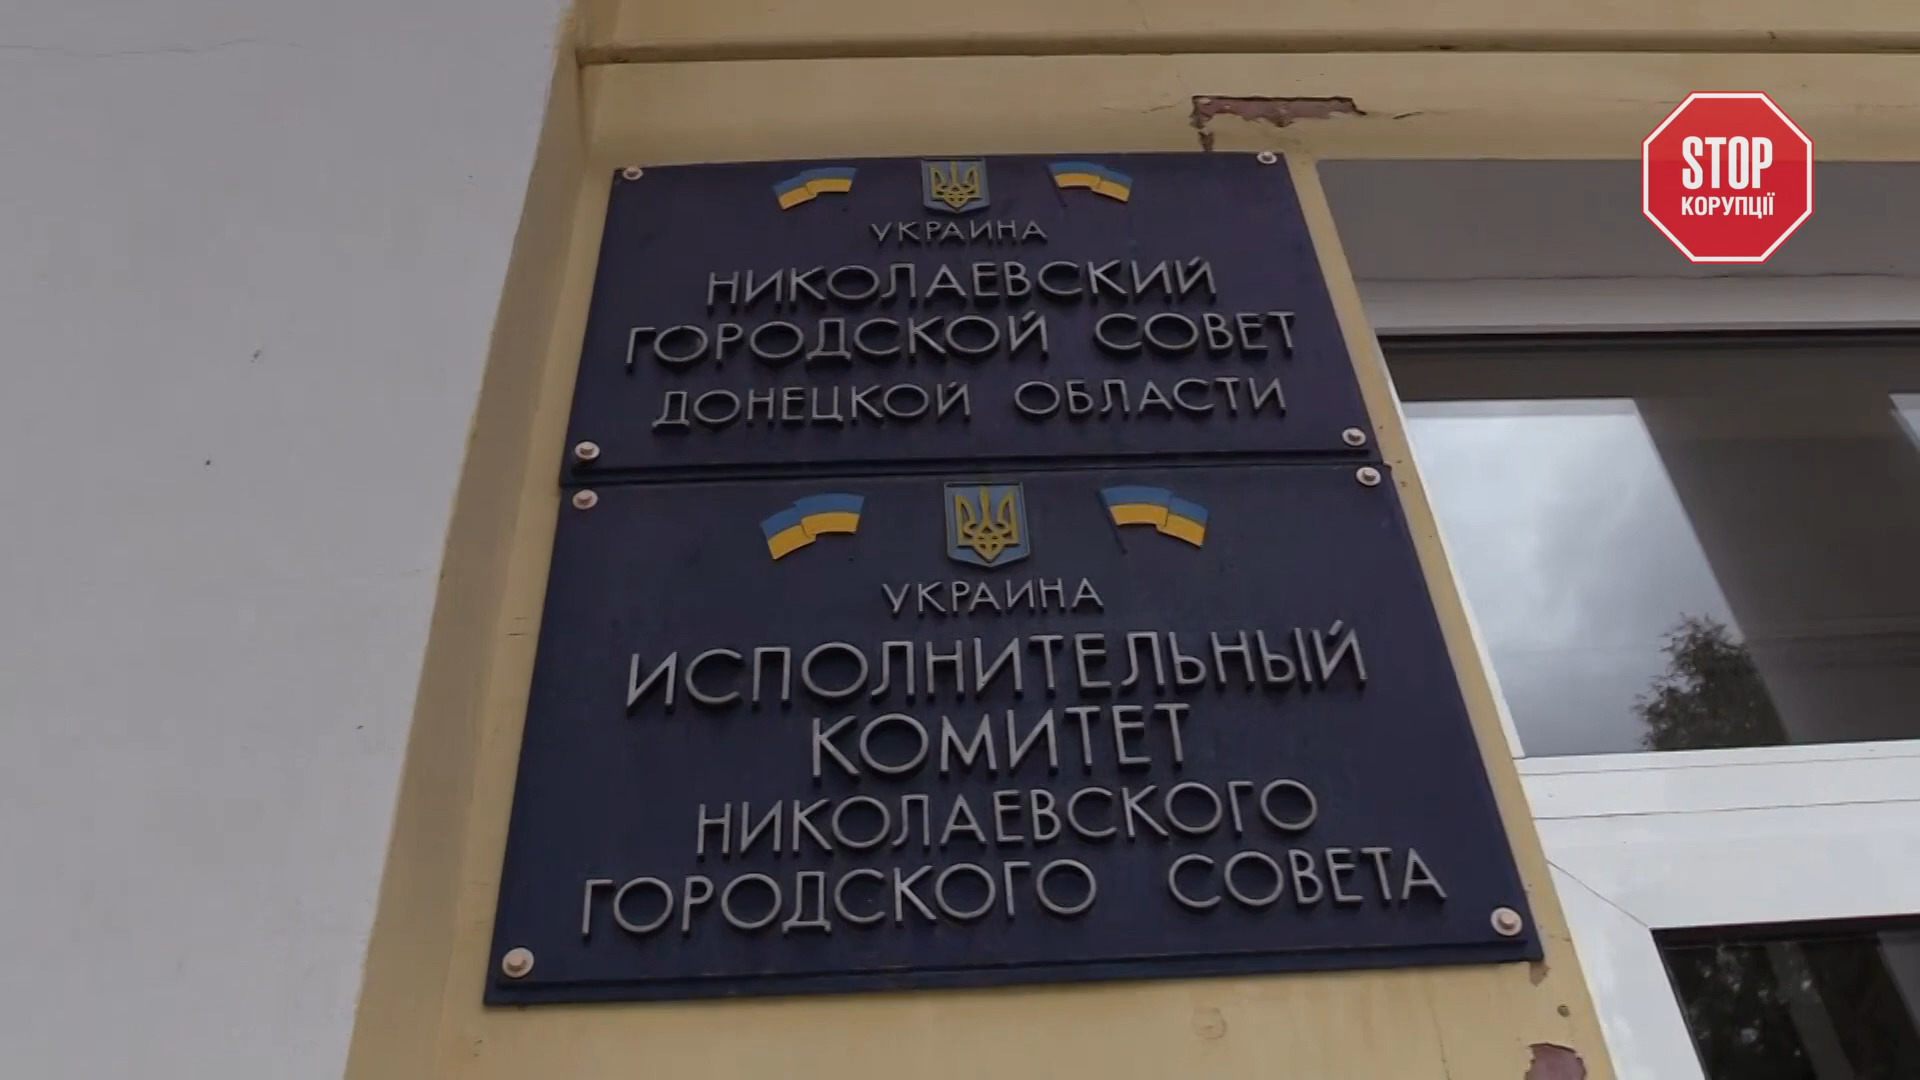 STOP
КОРУПЦІЇ
УКРАИНА
НИКОЛАЕВСКИЙ
ГОРОДСКОЙ СОВЕТ
ДОНЕЦКОЙ ОБЛАСТИ
УКРАИНА
ИСПОЛНИТЕЛЬНЫЙ
КОМИТЕТ
НИКОЛАЕВСКОГО
ГОРОДСКОГО СОВЕТА